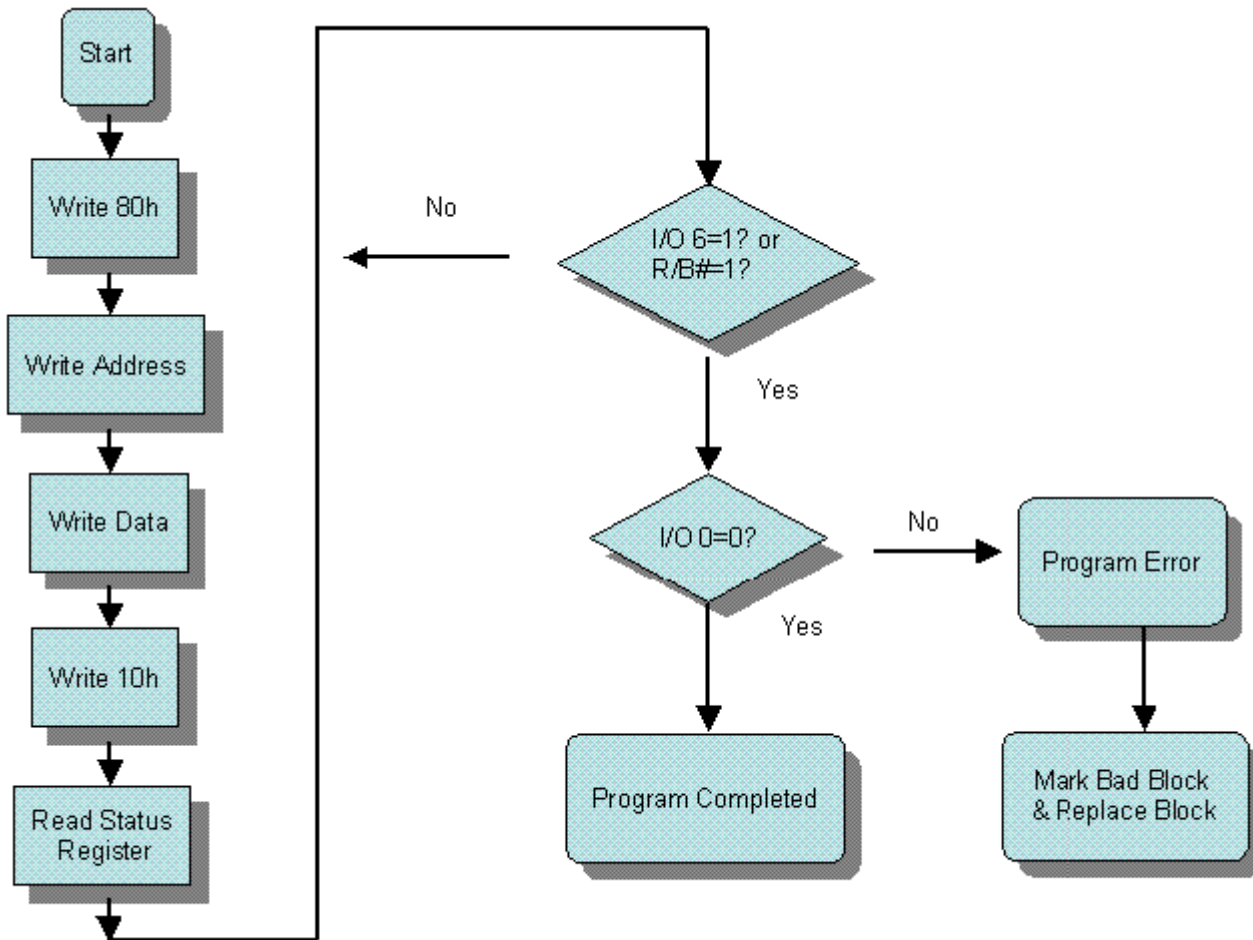 Start
Write 80h
Write Address
Write Data
Write 10h
Read Status
Register
I/O 6=1? or
R/B#=1?
No
Yes
I/O 0=0?
No
Yes
Program Completed
Program Error
Mark Bad Block
& Replace Block